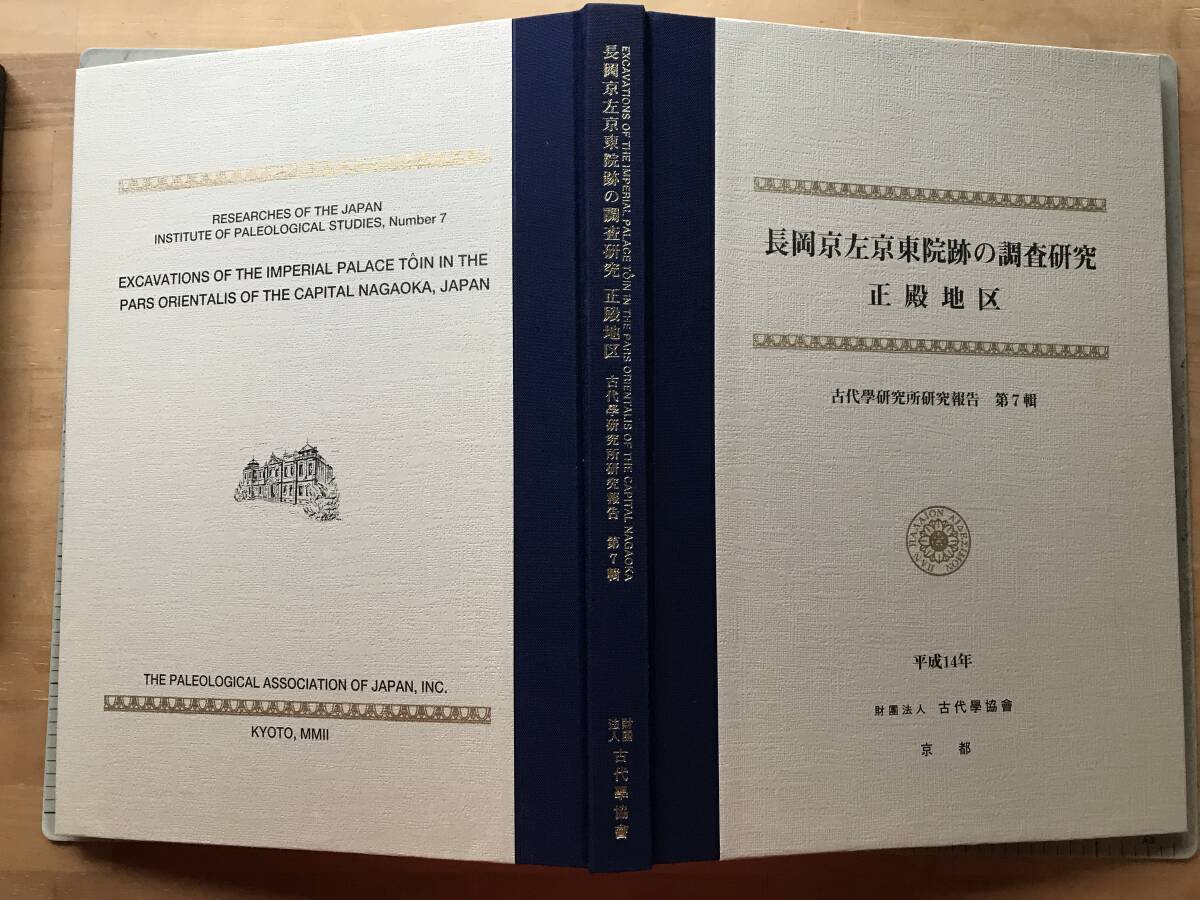 長岡京左京東院跡の調査研究
正殿地区
古代學研究所研究報告 第7輯
平成14年
財團法人 古代學協會
京都
EXCAVATIONS OF THE IMPERIAL PALACE TÔIN IN THE PARS ORIENTALIS OF THE CAPITAL NAGAOKA
長岡京左京東院跡の調査研究 正殿地区 古代學研究所研究報告 第7輯
財團法人 古代學協會
RESEARCHES OF THE JAPAN
INSTITUTE OF PALEOLOGICAL STUDIES, Number 7
EXCAVATIONS OF THE IMPERIAL PALACE TÔIN IN THE
PARS ORIENTALIS OF THE CAPITAL NAGAOKA, JAPAN
THE PALEOLOGICAL ASSOCIATION OF JAPAN, INC.
KYOTO, MMII